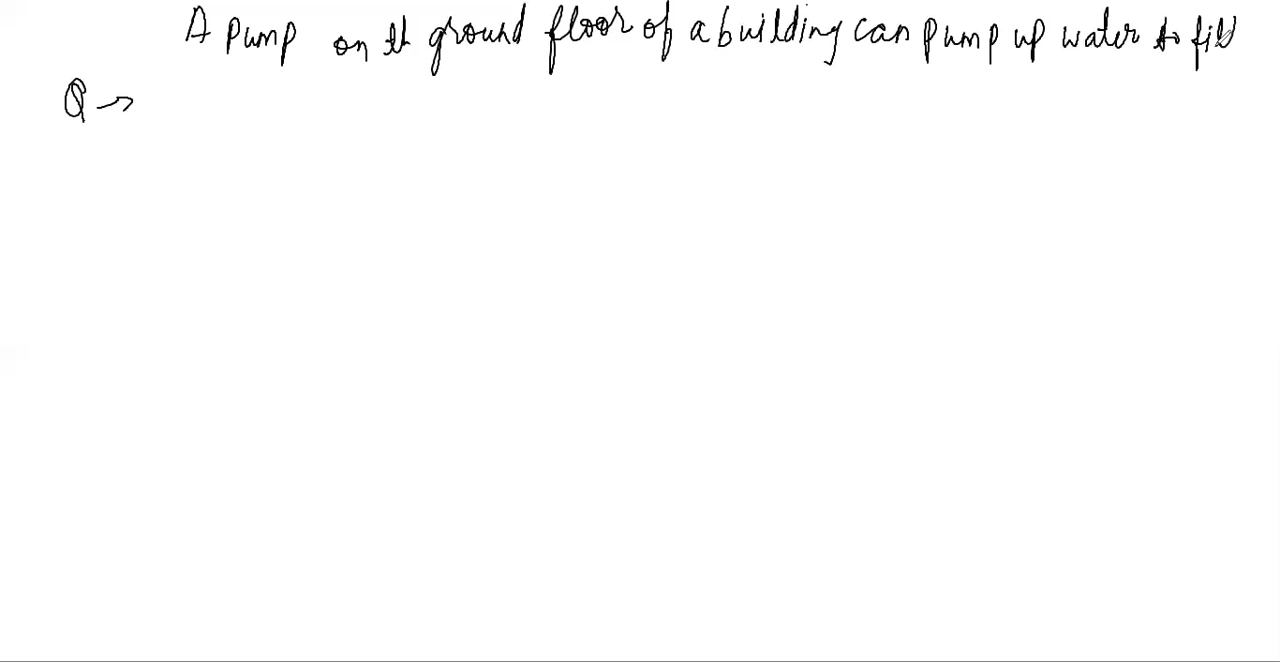 A pump on th ground floor of a building can pump up water to fill
Q →